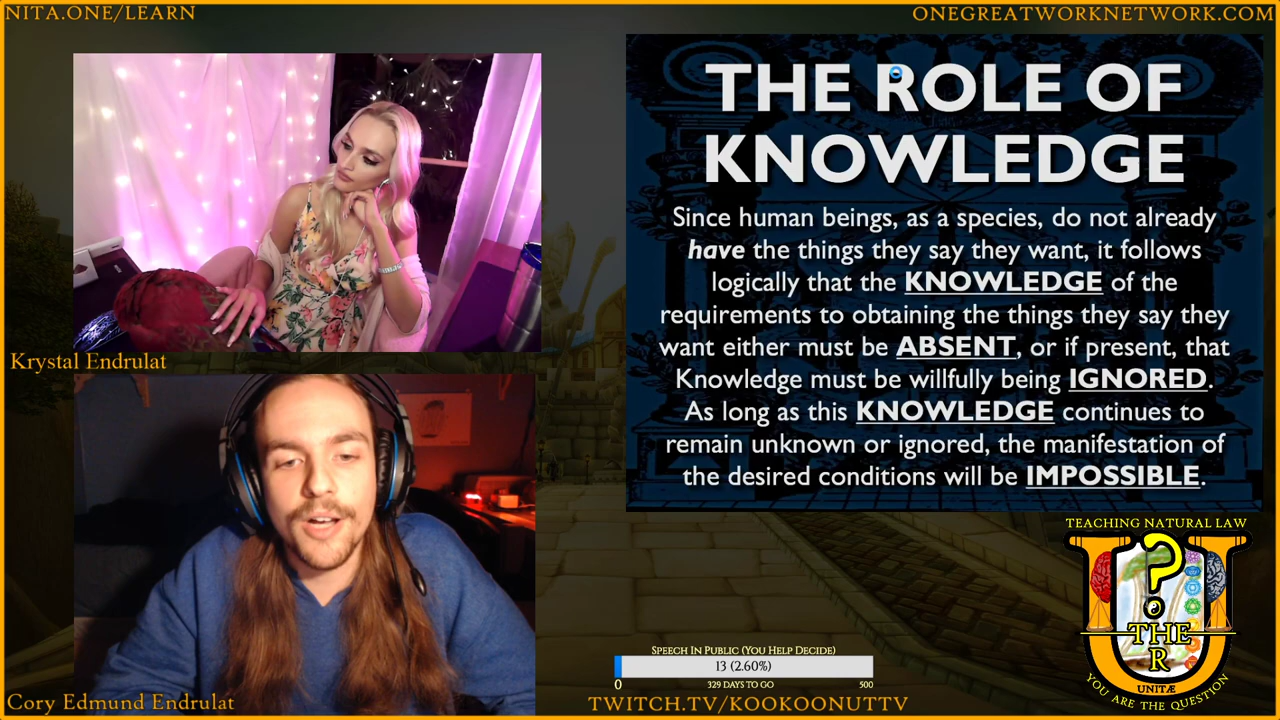 NITA.ONE/LEARN
ONEGREATWORKNETWORK.COM
THE ROLE OF
KNOWLEDGE
Since human beings, as a species, do not already
have the things they say they want, it follows
logically that the KNOWLEDGE of the
requirements to obtaining the things they say they
want either must be ABSENT, or if present, that
Knowledge must be willfully being IGNORED.
As long as this KNOWLEDGE continues to
remain unknown or ignored, the manifestation of
the desired conditions will be IMPOSSIBLE.
Krystal Endrulat
Cory Edmund Endrulat
SPEECH IN PUBLIC (YOU HELP DECIDE)
13 (2.60%)
0
329 DAYS TO GO
500
TWITCH.TV/KOOKOONUTTV
TEACHING NATURAL LAW
U
?
THE
R
UNITÆ
YOU ARE THE QUESTION